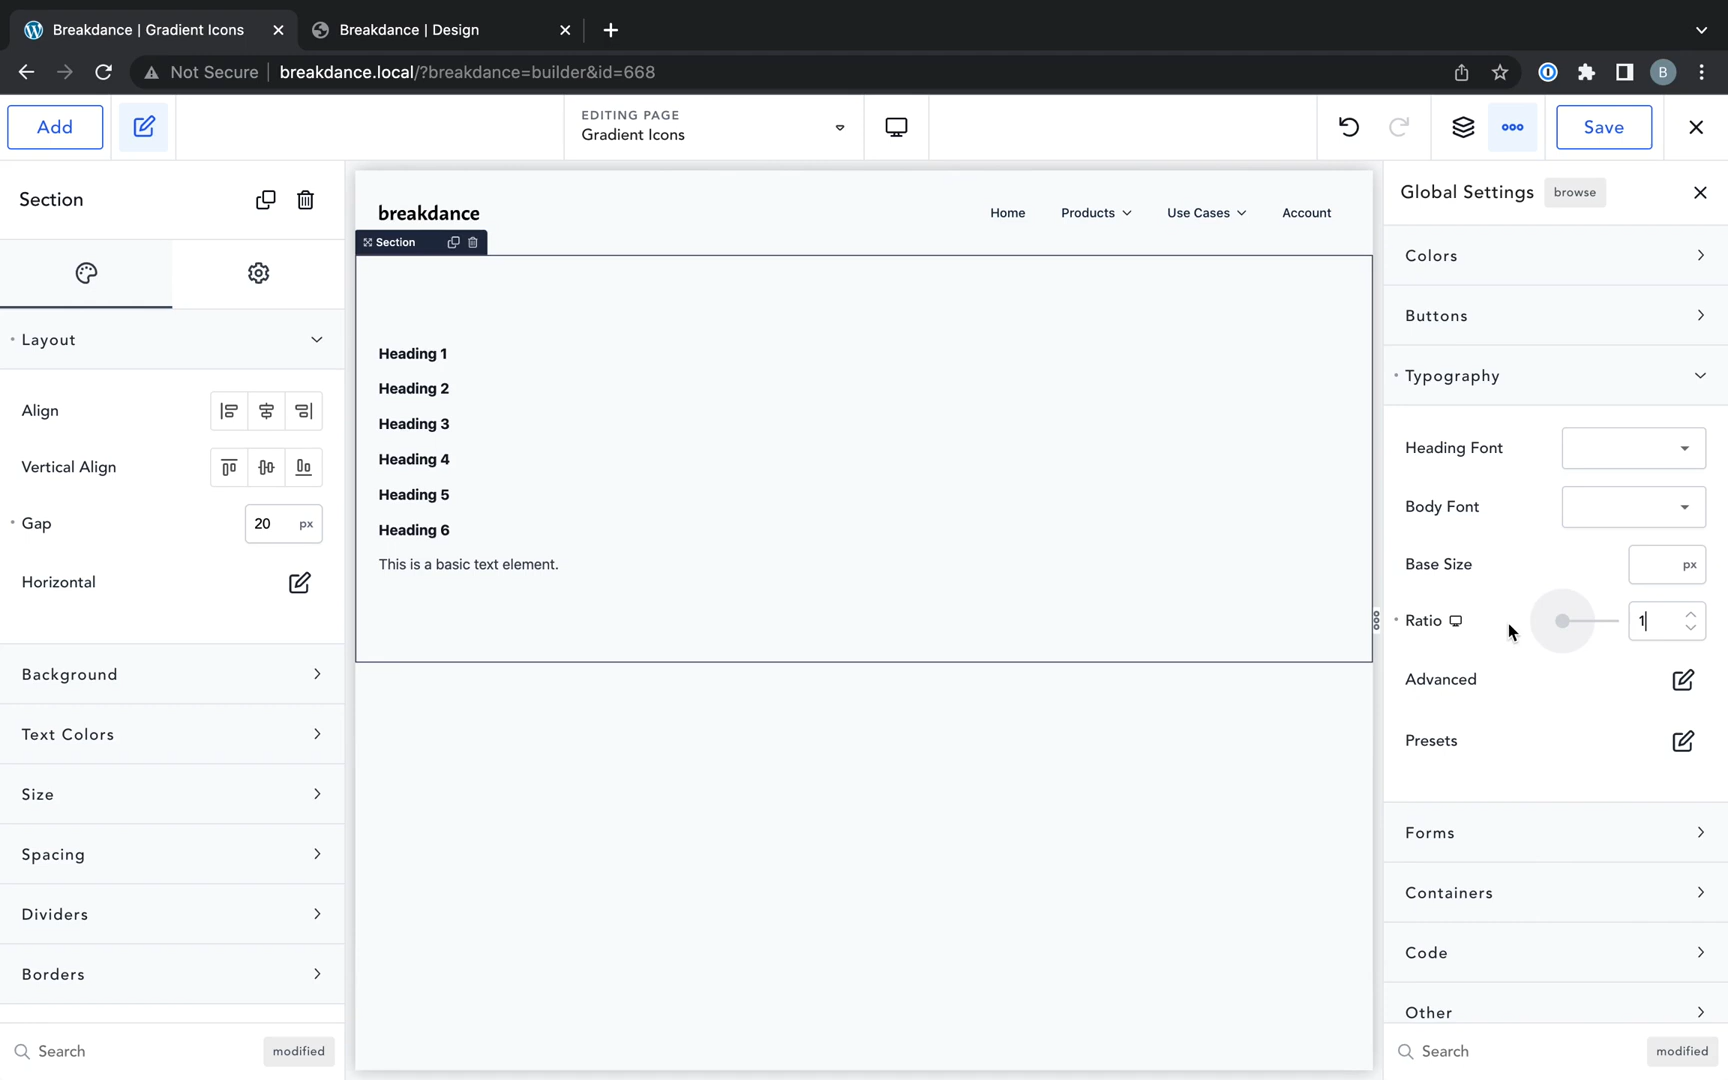 Breakdance | Gradient Icons
Breakdance | Design
Not Secure
breakdance.local/?breakdance=builder&id=668
B
Add
EDITING PAGE
Gradient Icons
Save
Section
Layout
Align
Vertical Align
Gap
20 px
Horizontal
Background
Text Colors
Size
Spacing
Dividers
Borders
Search
modified
breakdance
Home
Products
Use Cases
Account
Section
Heading 1
Heading 2
Heading 3
Heading 4
Heading 5
Heading 6
This is a basic text element.
Global Settings
browse
Colors
Buttons
Typography
Heading Font
Body Font
Base Size
px
Ratio
1
Advanced
Presets
Forms
Containers
Code
Other
Search
modified